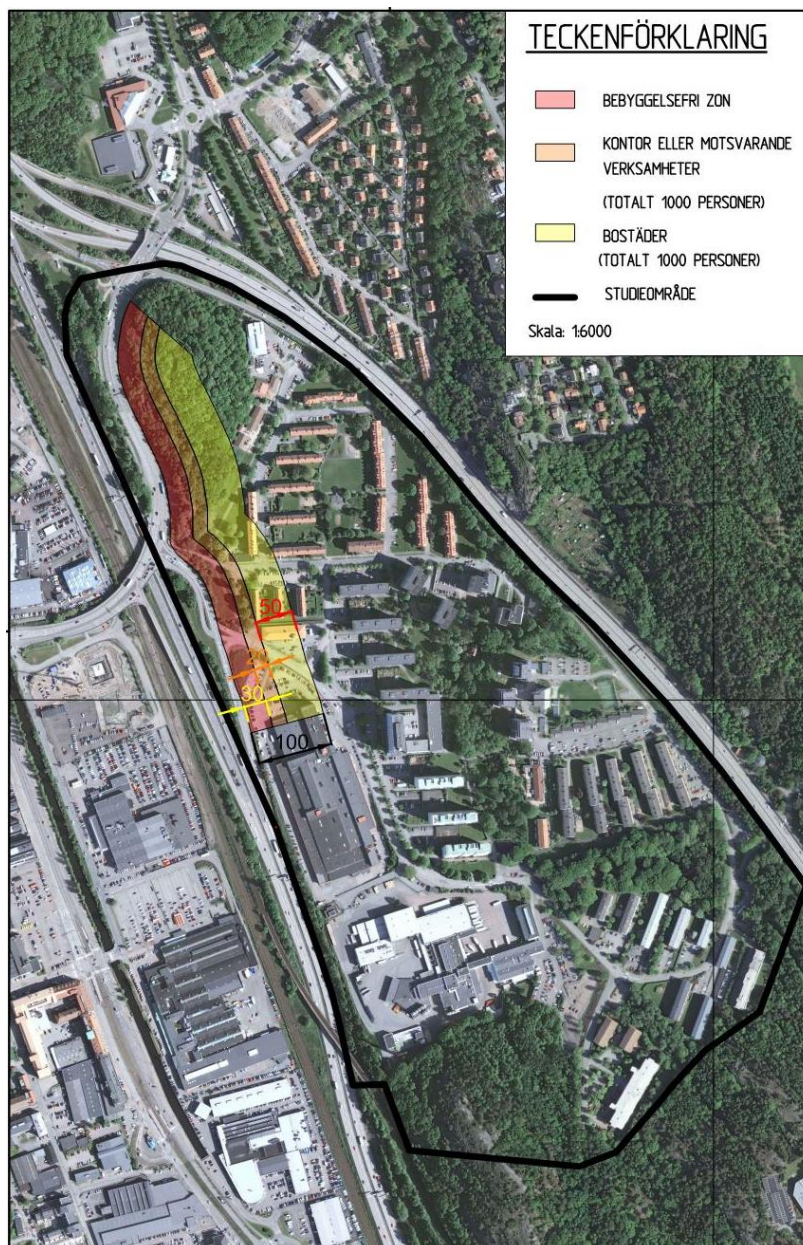 TECKENFÖRKLARING
BEBYGGELSEFRI ZON
KONTOR ELLER MOTSVARANDE
VERKSAMHETER
(TOTALT 1000 PERSONER)
BOSTÄDER
(TOTALT 1000 PERSONER)
STUDIEOMRÅDE
Skala: 1:6000
50
20
30
100